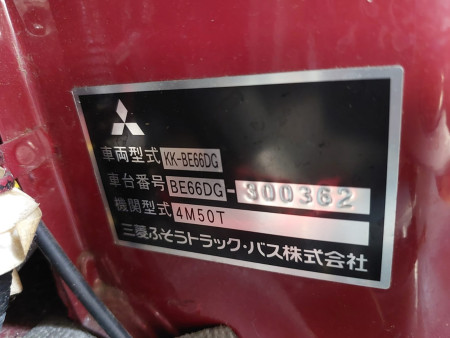 車両型式 KK-BE66DG
車台番号 BE66DG-300362
機関型式 4M50T
三菱ふそうトラック・バス株式会社